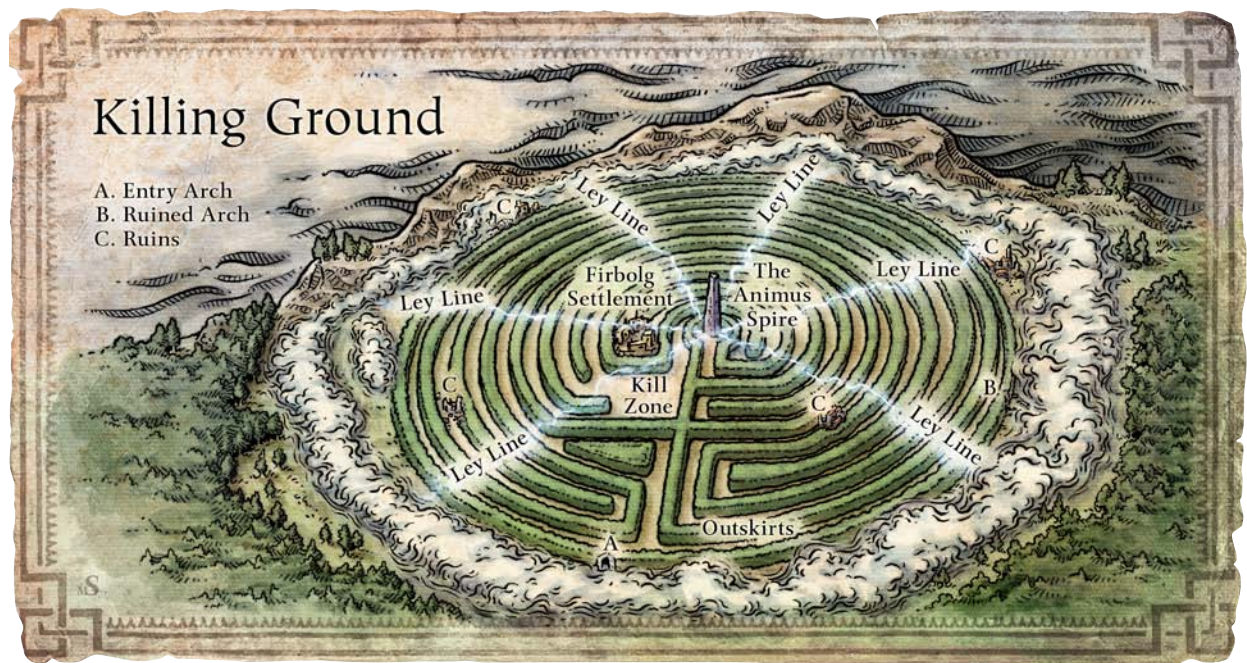 Killing Ground
A. Entry Arch
B. Ruined Arch
C. Ruins
Ley Line
Ley Line
C
C
Ley Line
Firbolg
Settlement
The
Animus
Spire
Ley Line
Kill
Zone
C
C
B
Ley Line
Ley Line
Outskirts
A